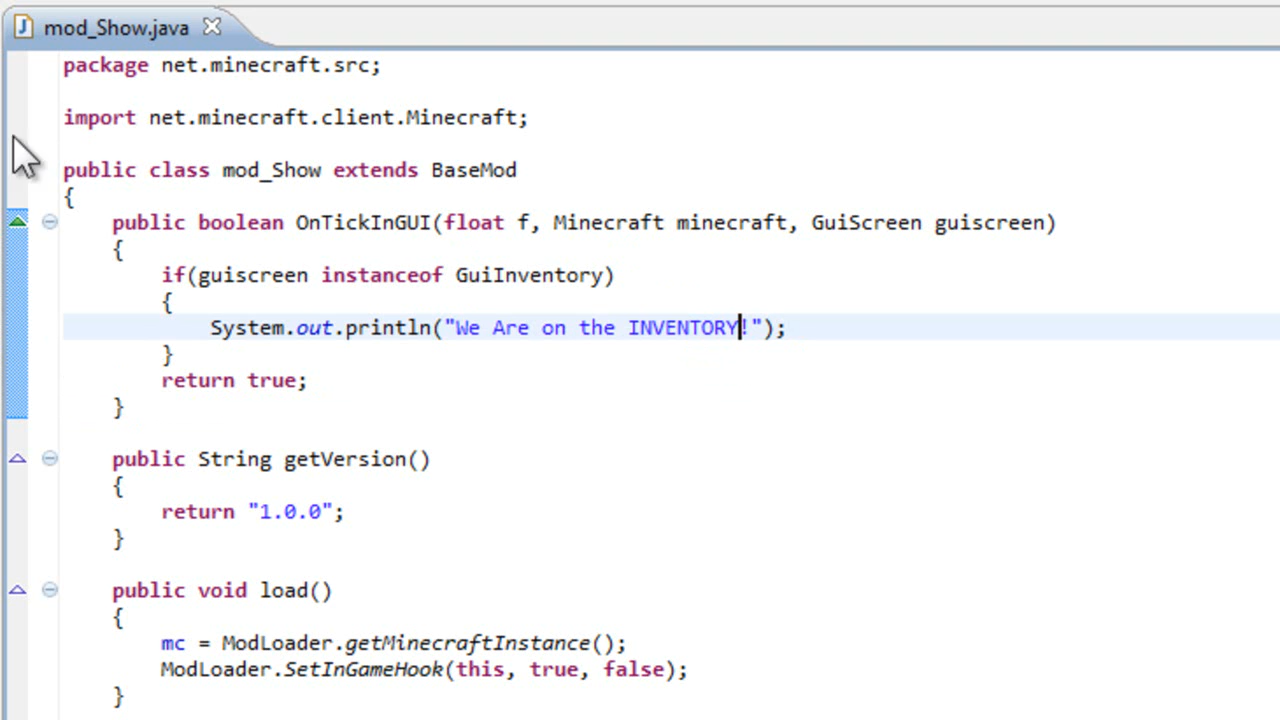 mod_Show.java
package net.minecraft.src;
import net.minecraft.client.Minecraft;
public class mod_Show extends BaseMod
{
public boolean OnTickInGUI(float f, Minecraft minecraft, GuiScreen guiscreen)
{
if(guiscreen instanceof GuiInventory)
{
System.out.println("We Are on the INVENTORY!");
}
return true;
}
public String getVersion()
{
return "1.0.0";
}
public void load()
{
mc = ModLoader.getMinecraftInstance();
ModLoader.SetInGameHook(this, true, false);
}